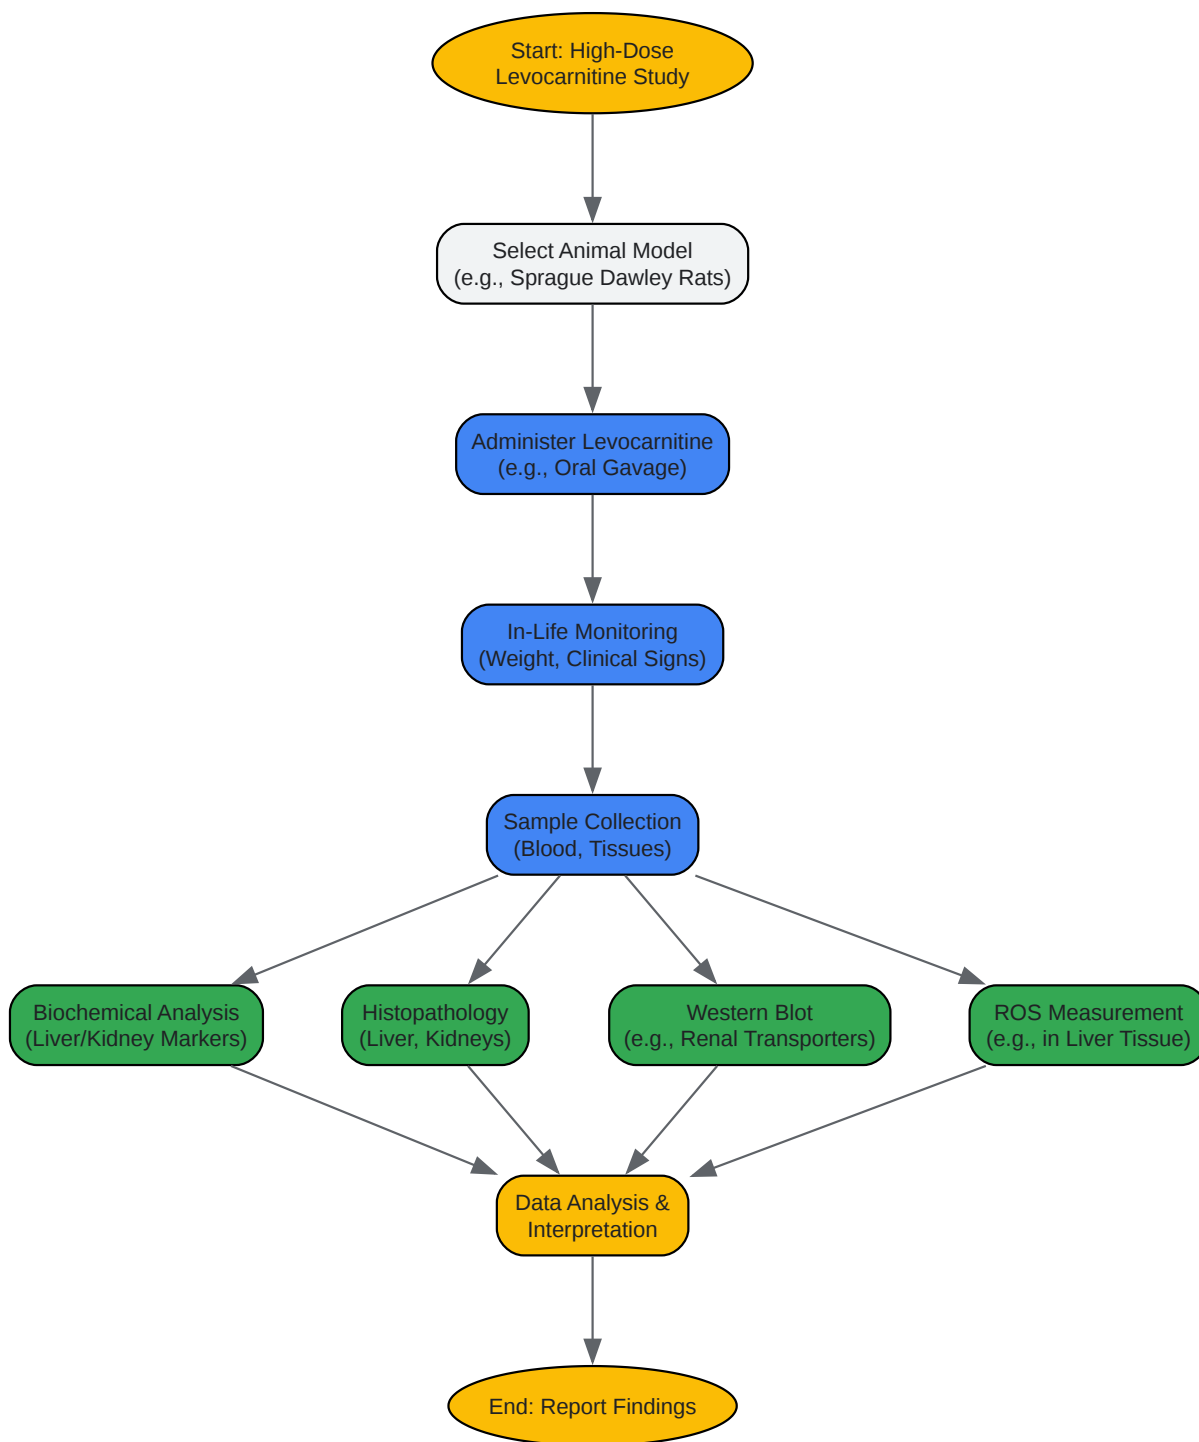 Start: High-Dose
Levocarnitine Study
Select Animal Model
(e.g., Sprague Dawley Rats)
Administer Levocarnitine
(e.g., Oral Gavage)
In-Life Monitoring
(Weight, Clinical Signs)
Sample Collection
(Blood, Tissues)
Biochemical Analysis
(Liver/Kidney Markers)
Histopathology
(Liver, Kidneys)
Western Blot
(e.g., Renal Transporters)
ROS Measurement
(e.g., in Liver Tissue)
Data Analysis &
Interpretation
End: Report Findings